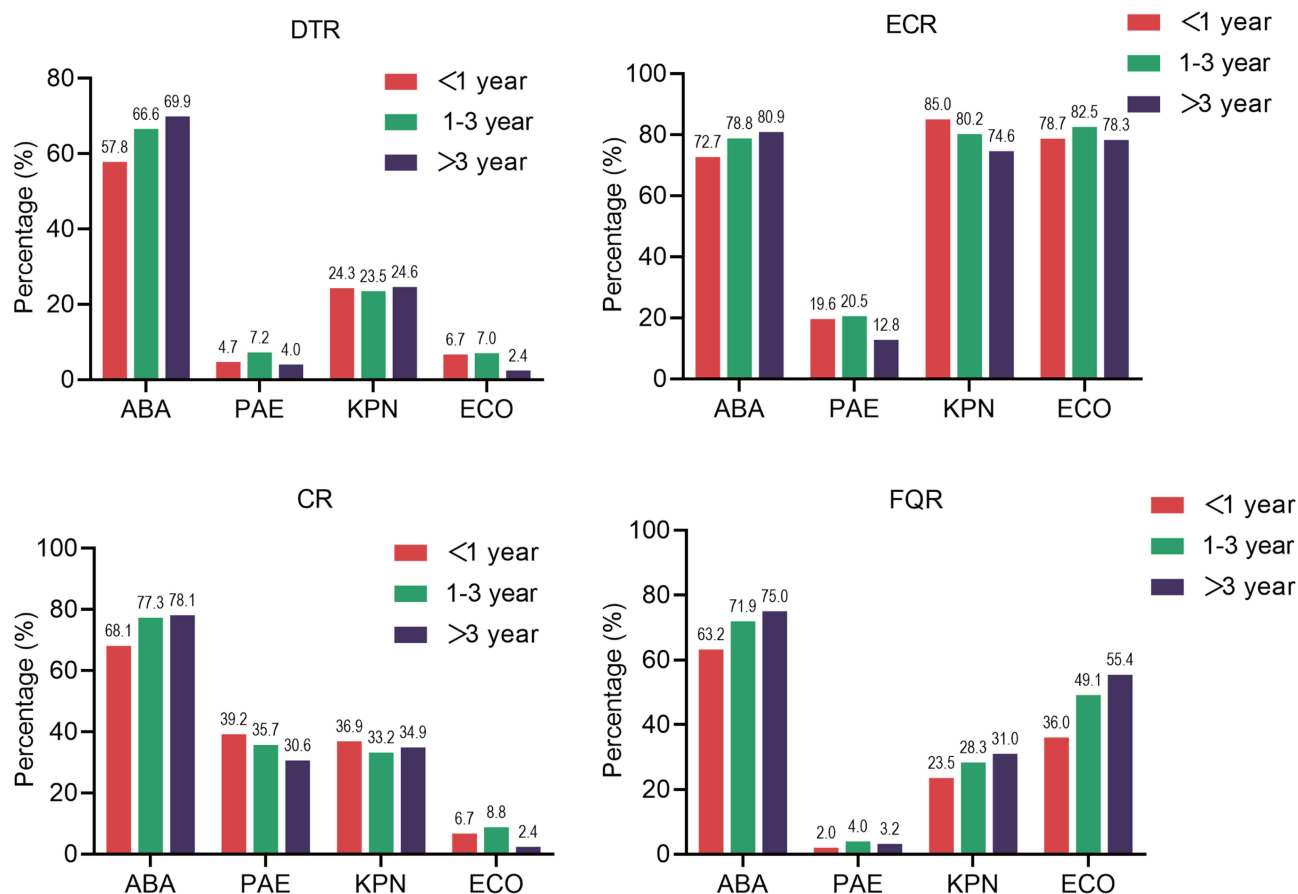 DTR
<1 year
1-3 year
>3 year
Percentage (%)
80
60
40
20
0
57.8
66.6
69.9
4.7
7.2
4.0
24.3
23.5
24.6
6.7
7.0
2.4
ABA
PAE
KPN
ECO
ECR
<1 year
1-3 year
>3 year
Percentage (%)
100
80
60
40
20
0
72.7
78.8
80.9
19.6
20.5
12.8
85.0
80.2
74.6
78.7
82.5
78.3
ABA
PAE
KPN
ECO
CR
<1 year
1-3 year
>3 year
Percentage (%)
100
80
60
40
20
0
68.1
77.3
78.1
39.2
35.7
30.6
36.9
33.2
34.9
6.7
8.8
2.4
ABA
PAE
KPN
ECO
FQR
<1 year
1-3 year
>3 year
Percentage (%)
100
80
60
40
20
0
63.2
71.9
75.0
2.0
4.0
3.2
23.5
28.3
31.0
36.0
49.1
55.4
ABA
PAE
KPN
ECO